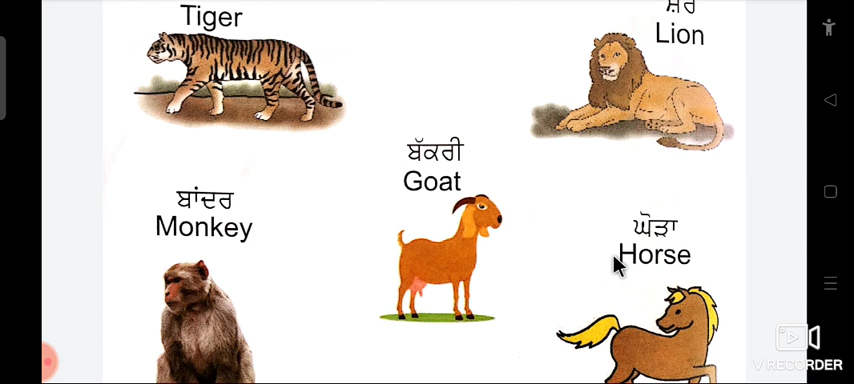 Tiger
ਸ਼ੇਰ
Lion
ਬੱਕਰੀ
Goat
ਬਾਂਦਰ
Monkey
ਘੋੜਾ
Horse
V RECORDER